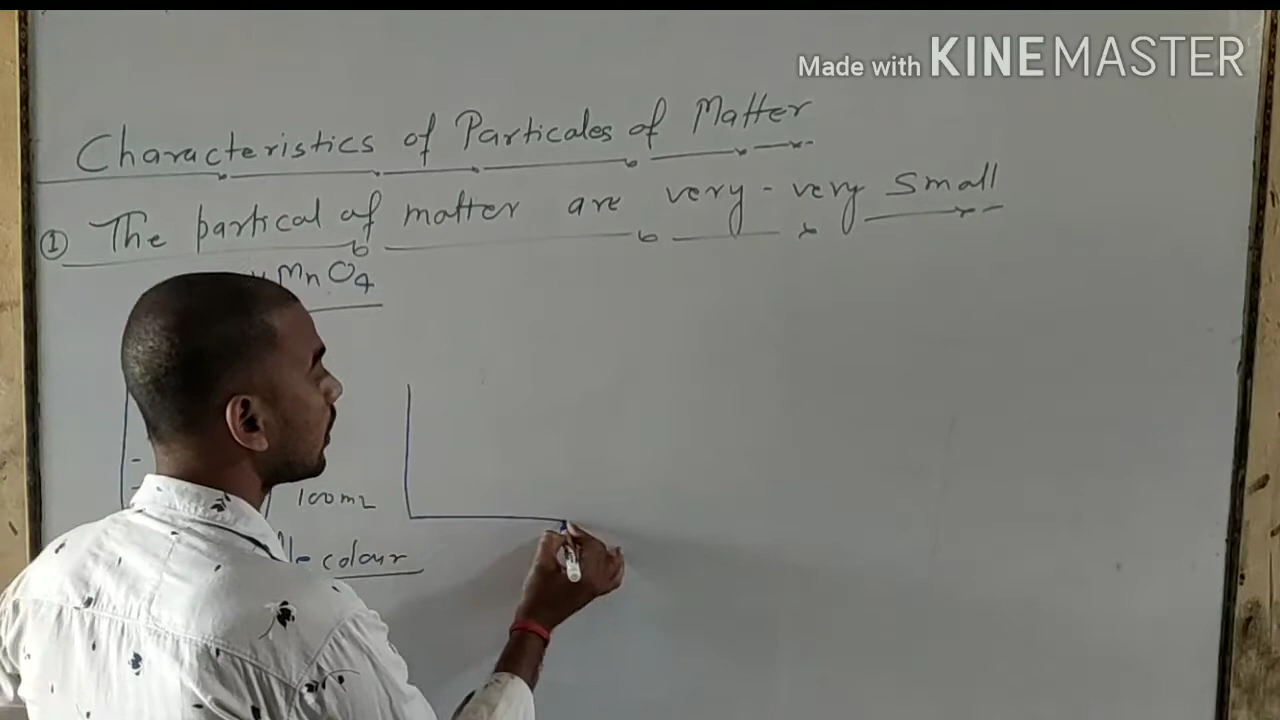 Made with KINEMASTER
Characteristics of Particales of Matter
① The partical of matter are very - very small
MnO4
100mL
colour